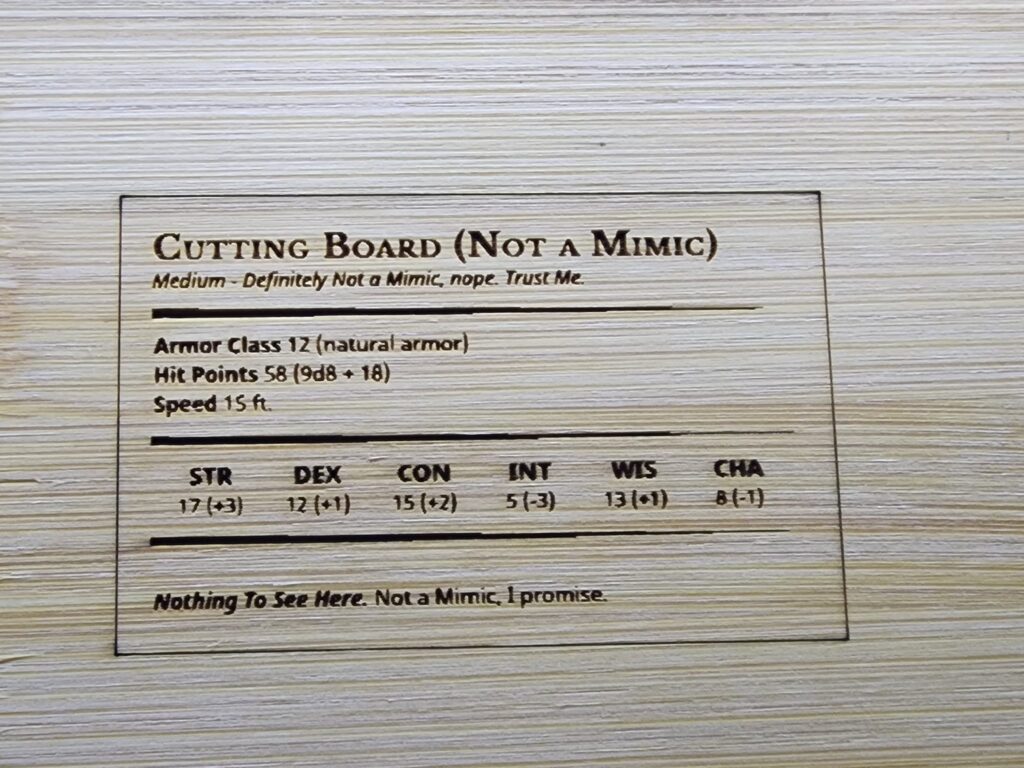 Cutting Board (Not a Mimic)
Medium - Definitely Not a Mimic, nope. Trust Me.
Armor Class 12 (natural armor)
Hit Points 58 (9d8 + 18)
Speed 15 ft.
STR DEX CON INT WIS CHA
17 (+3) 12 (+1) 15 (+2) 5 (-3) 13 (+1) 8 (-1)
Nothing To See Here. Not a Mimic, I promise.